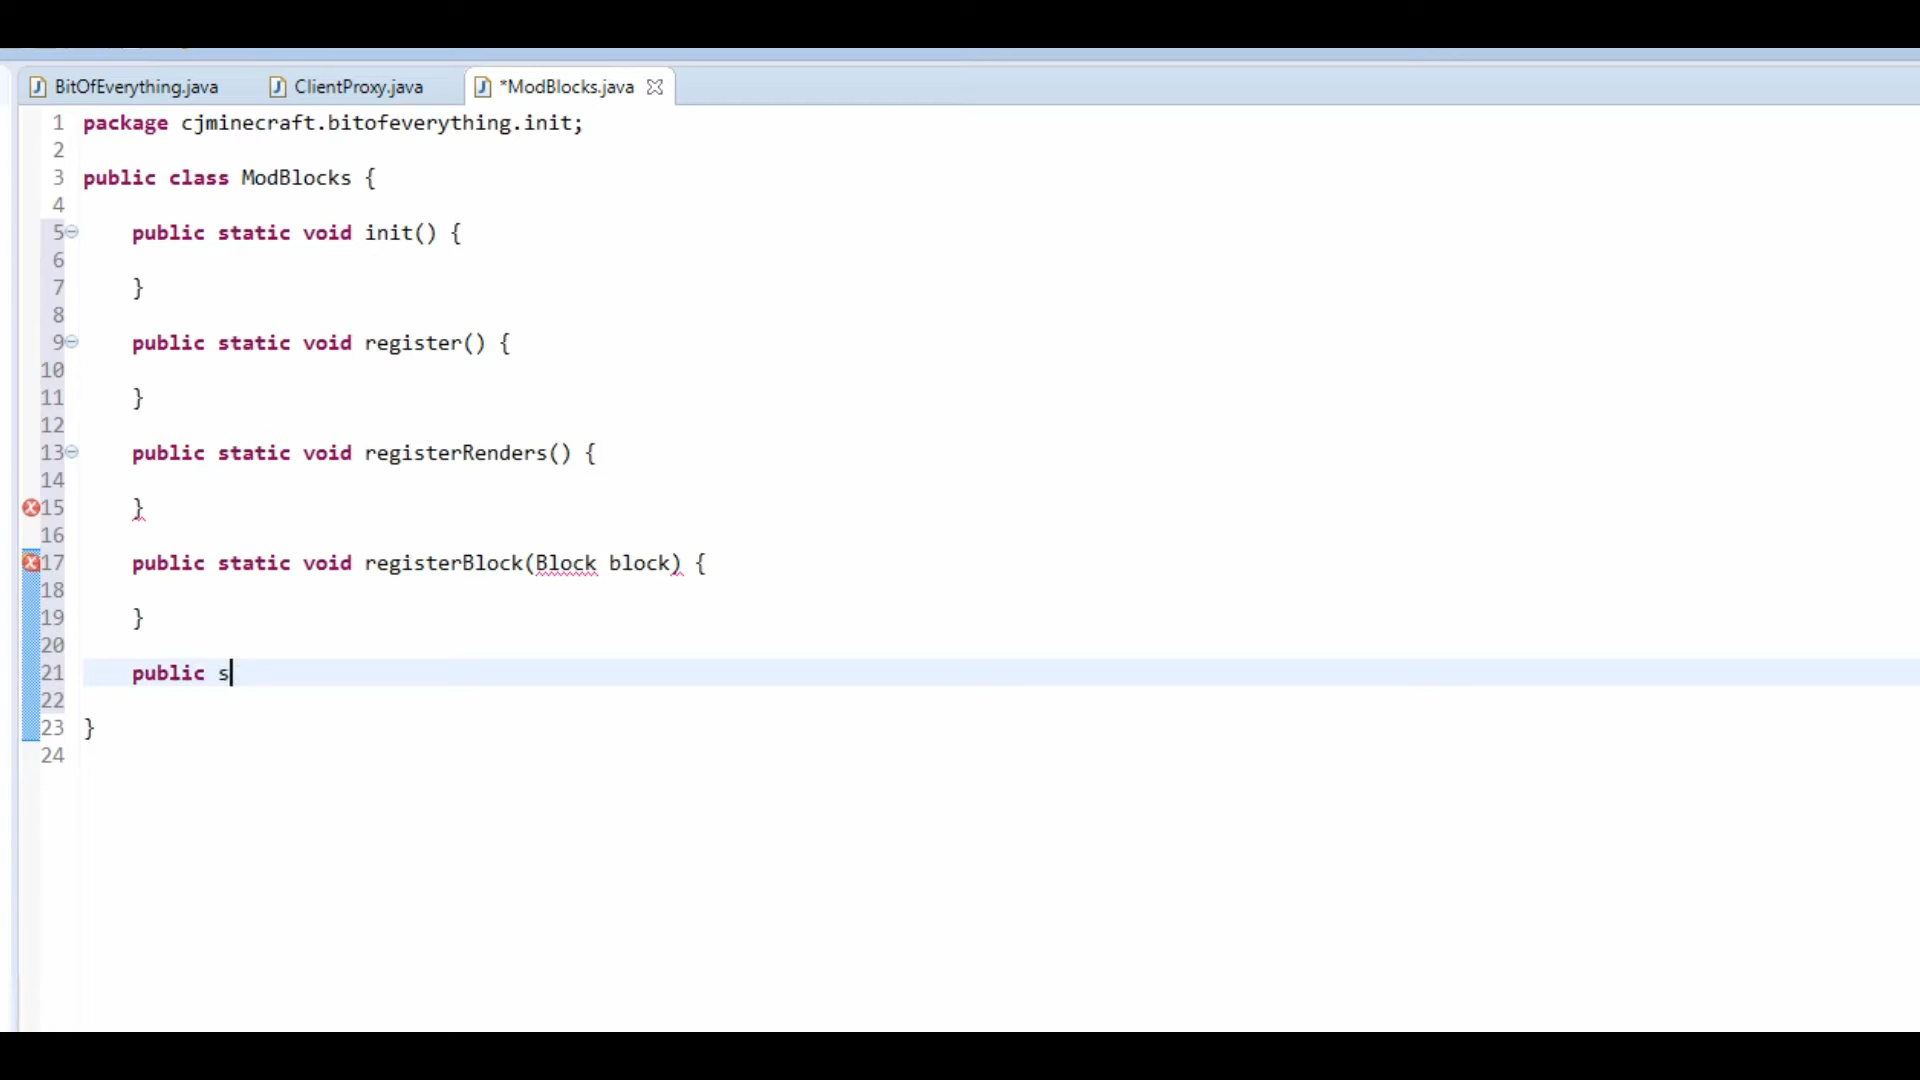 BitOfEverything.java ClientProxy.java *ModBlocks.java
1 package cjminecraft.bitofeverything.init;
2
3 public class ModBlocks {
4
5 public static void init() {
6
7 }
8
9 public static void register() {
10
11 }
12
13 public static void registerRenders() {
14
15 }
16
17 public static void registerBlock(Block block) {
18
19 }
20
21 public s
22
23 }
24